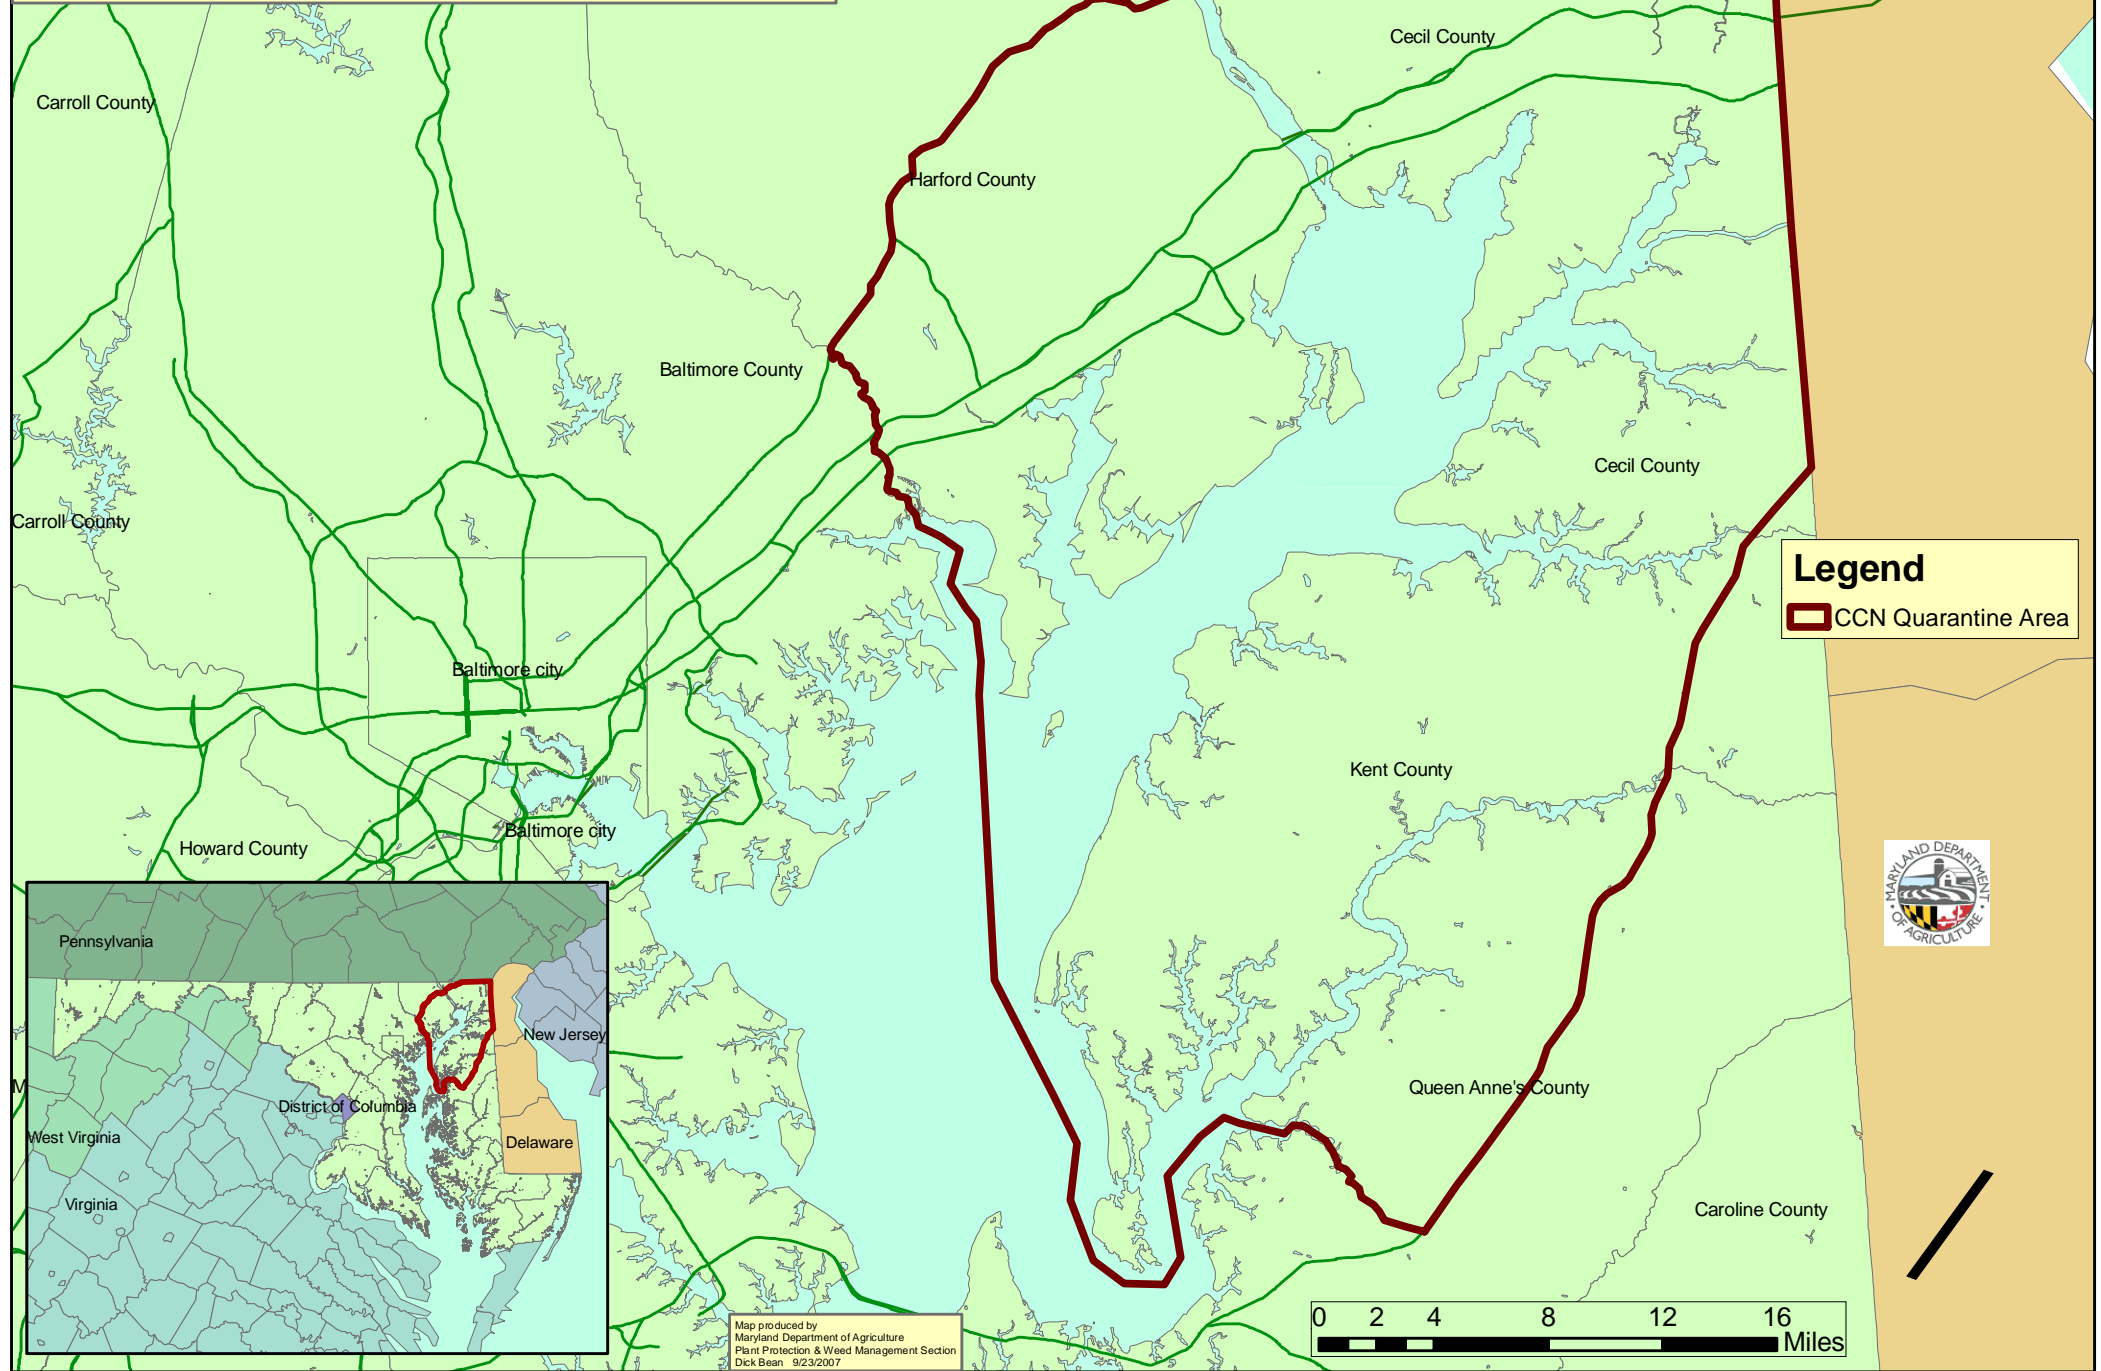 Cecil County
Carroll County
Harford County
Baltimore County
Cecil County
Carroll County
Legend
CCN Quarantine Area
Baltimore city
Kent County
Baltimore city
Howard County
MARYLAND DEPARTMENT
OF AGRICULTURE
Pennsylvania
New Jersey
M
District of Columbia
West Virginia
Delaware
Virginia
Queen Anne's County
Caroline County
0 2 4 8 12 16
Miles
Map produced by
Maryland Department of Agriculture
Plant Protection & Weed Management Section
Dick Bean 9/23/2007